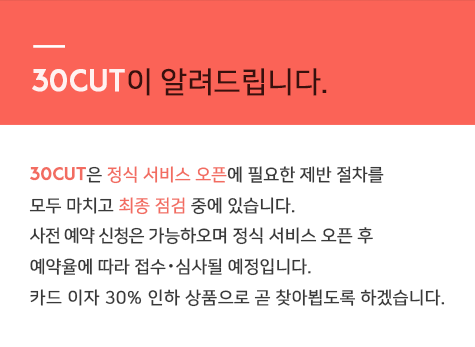 30CUT이 알려드립니다.
30CUT은 정식 서비스 오픈에 필요한 제반 절차를
모두 마치고 최종 점검 중에 있습니다.
사전 예약 신청은 가능하오며 정식 서비스 오픈 후
예약율에 따라 접수·심사될 예정입니다.
카드 이자 30% 인하 상품으로 곧 찾아뵙도록 하겠습니다.